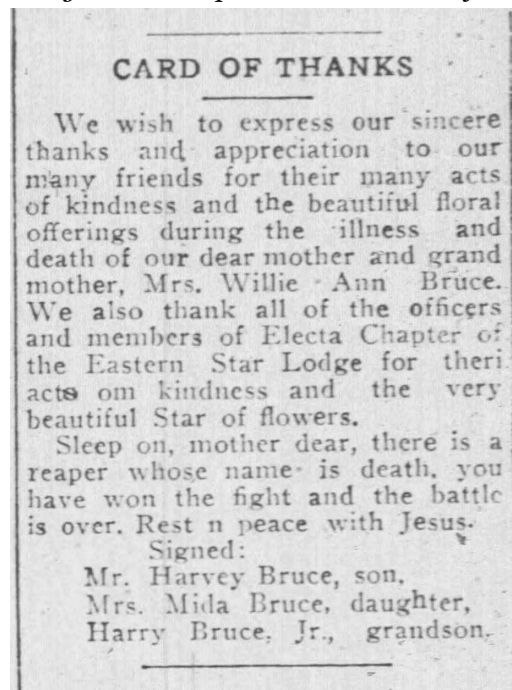 CARD OF THANKS
We wish to express our sincere
thanks and appreciation to our
many friends for their many acts
of kindness and the beautiful floral
offerings during the illness and
death of our dear mother and grand
mother, Mrs. Willie Ann Bruce.
We also thank all of the officers
and members of Electa Chapter of
the Eastern Star Lodge for theri
acts om kindness and the very
beautiful Star of flowers.
Sleep on, mother dear, there is a
reaper whose name is death, you
have won the fight and the battle
is over. Rest n peace with Jesus.
Signed:
Mr. Harvey Bruce, son,
Mrs. Mida Bruce, daughter,
Harry Bruce, Jr., grandson.